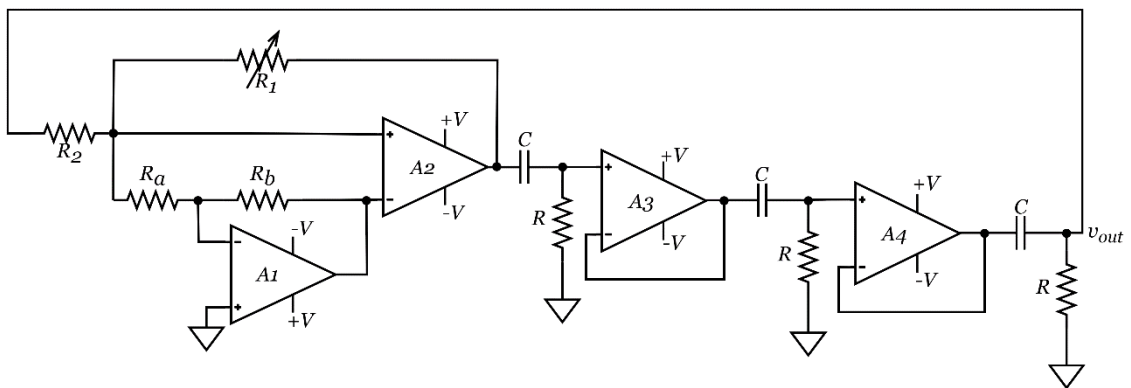 R1
+V
C
+
A2
R2
-
-V
Ra
Rb
C
+
+V
A3
-
-V
R
C
+
+V
A4
-
-V
R
C
vout
R
-
-V
A1
+
+V